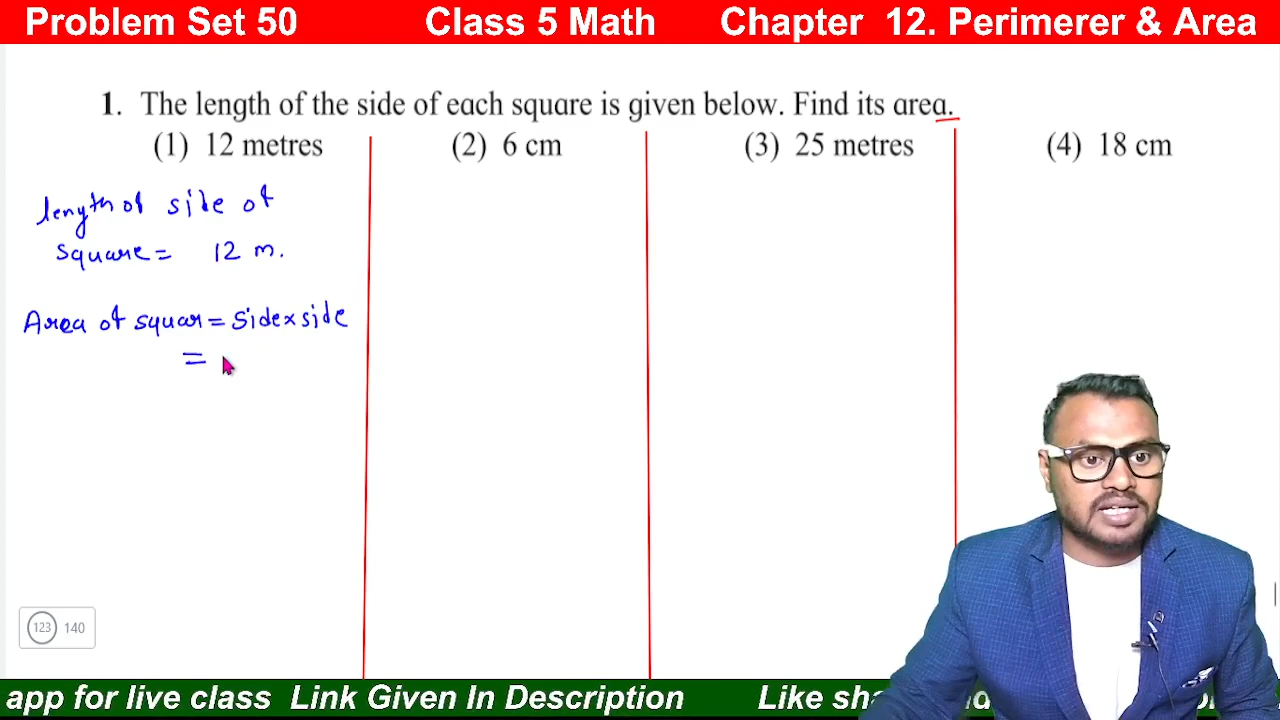 Problem Set 50 Class 5 Math Chapter 12. Perimerer & Area
1. The length of the side of each square is given below. Find its area.
(1) 12 metres (2) 6 cm (3) 25 metres (4) 18 cm
length of side of
square = 12 m.
Area of squar = side × side
=
123 140
app for live class Link Given In Description Like sha